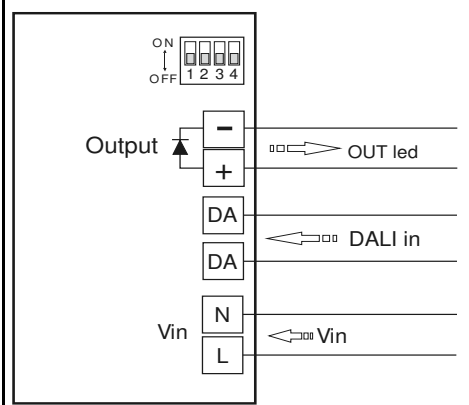 ON
OFF
1 2 3 4
Output
−
+
OUT led
DA
DA
DALI in
Vin
N
L
Vin